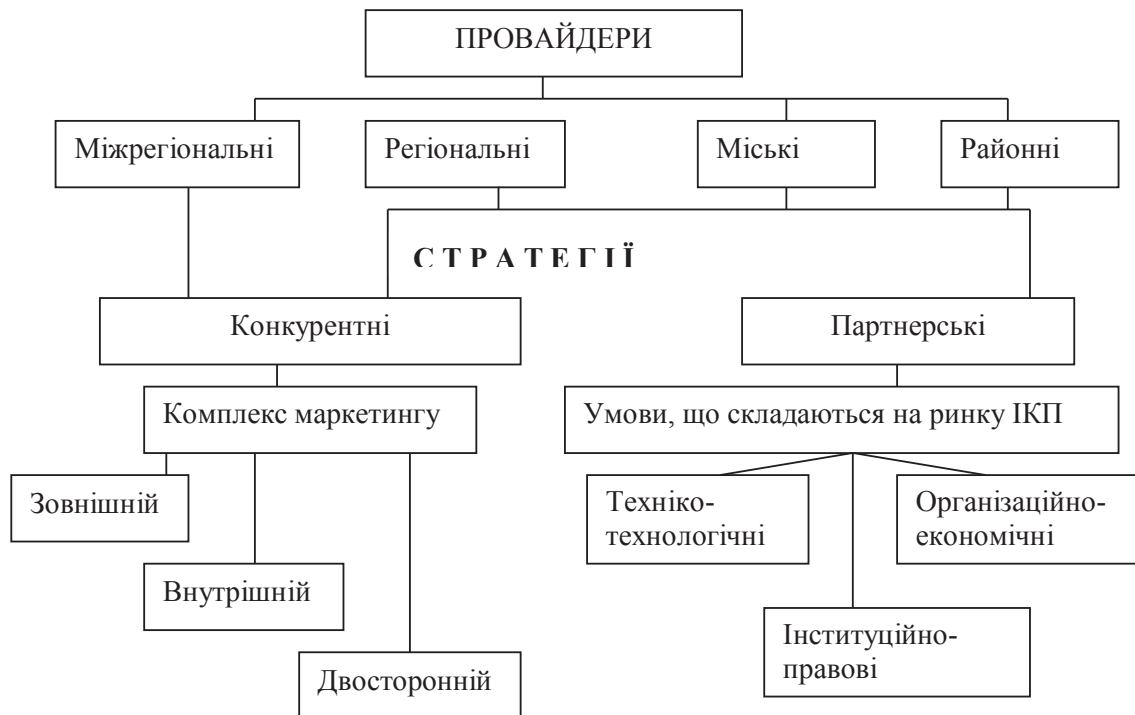 ПРОВАЙДЕРИ
Міжрегіональні
Регіональні
Міські
Районні
С Т Р А Т Е Г І Ї
Конкурентні
Партнерські
Комплекс маркетингу
Умови, що складаються на ринку ІКП
Зовнішній
Техніко-
технологічні
Організаційно-
економічні
Внутрішній
Інституційно-
правові
Двосторонній